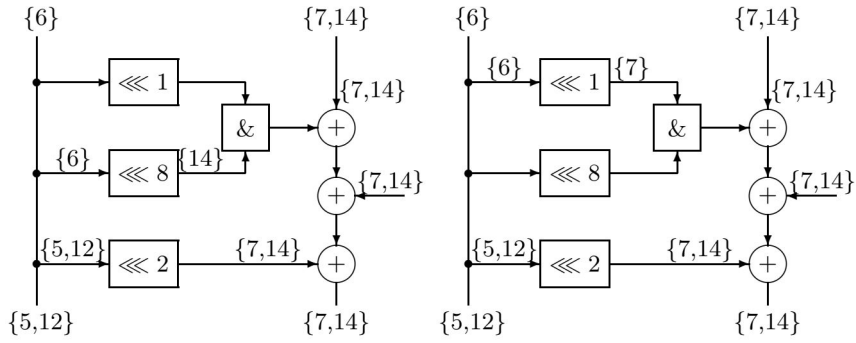 {6} {7,14} {6} {7,14}
⋘ 1 {6} ⋘ 1 {7}
{7,14} {7,14}
& + & +
{6} ⋘ 8 {14} ⋘ 8
+ + {7,14}
{5,12} ⋘ 2 {7,14} + {5,12} ⋘ 2 {7,14} +
{5,12} {7,14} {5,12} {7,14}